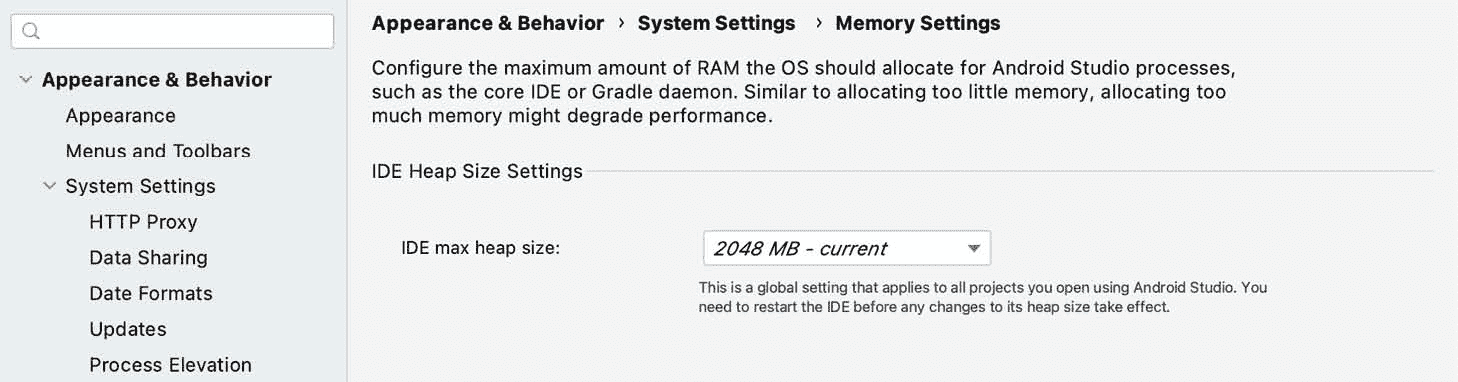 Appearance & Behavior
Appearance
Menus and Toolbars
System Settings
HTTP Proxy
Data Sharing
Date Formats
Updates
Process Elevation
Appearance & Behavior › System Settings › Memory Settings
Configure the maximum amount of RAM the OS should allocate for Android Studio processes,
such as the core IDE or Gradle daemon. Similar to allocating too little memory, allocating too
much memory might degrade performance.
IDE Heap Size Settings
IDE max heap size:
2048 MB - current
This is a global setting that applies to all projects you open using Android Studio. You
need to restart the IDE before any changes to its heap size take effect.